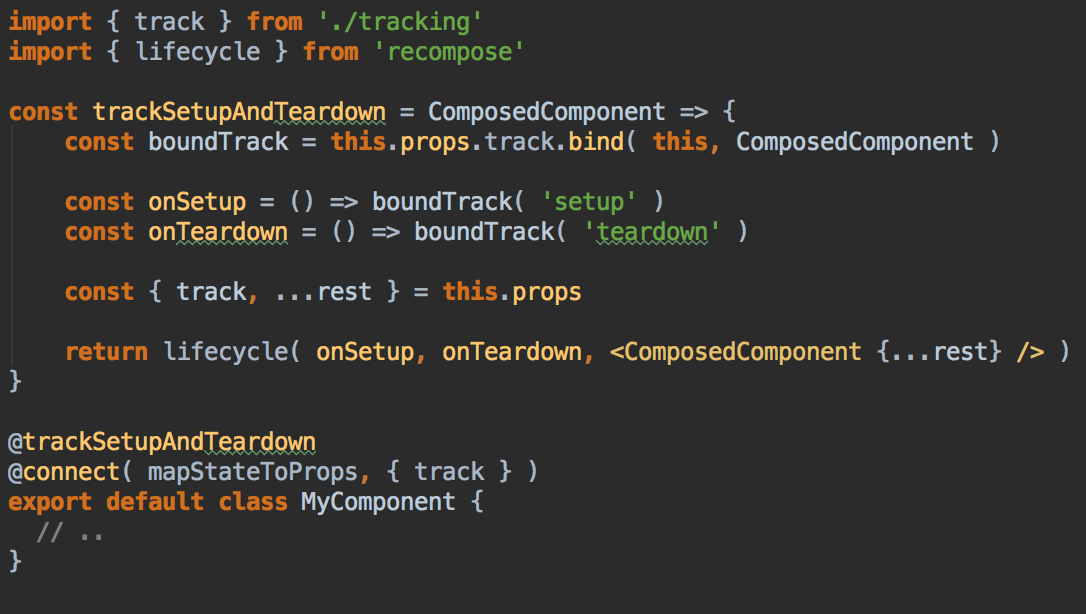 import { track } from './tracking'
import { lifecycle } from 'recompose'

const trackSetupAndTeardown = ComposedComponent => {
    const boundTrack = this.props.track.bind( this, ComposedComponent )

    const onSetup = () => boundTrack( 'setup' )
    const onTeardown = () => boundTrack( 'teardown' )

    const { track, ...rest } = this.props

    return lifecycle( onSetup, onTeardown, <ComposedComponent {...rest} /> )
}

@trackSetupAndTeardown
@connect( mapStateToProps, { track } )
export default class MyComponent {
  // ..
}